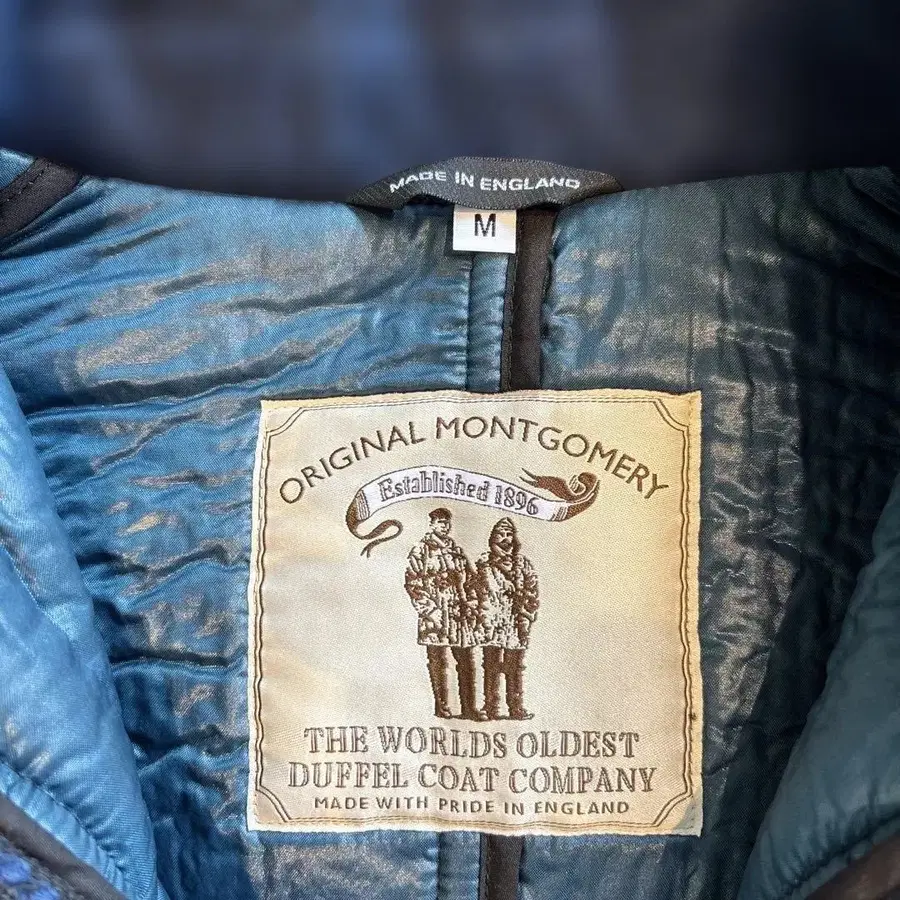 MADE IN ENGLAND
M
ORIGINAL MONTGOMERY
Established 1896
THE WORLDS OLDEST
DUFFEL COAT COMPANY
MADE WITH PRIDE IN ENGLAND